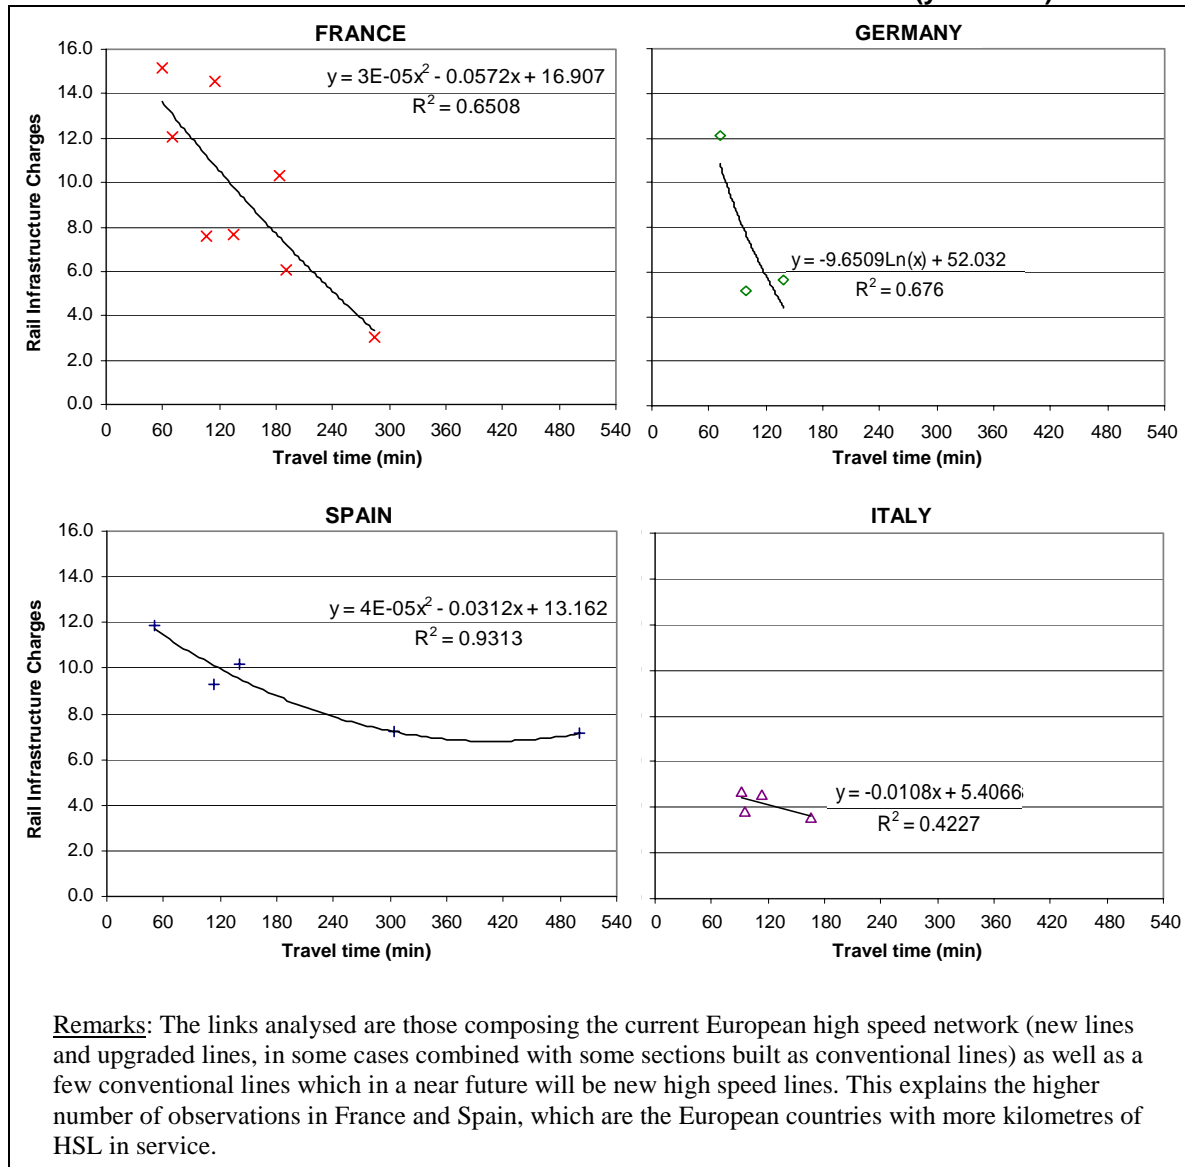 FRANCE
16.0
14.0
12.0
10.0
8.0
6.0
4.0
2.0
0.0
Rail Infrastructure Charges
y = 3E-05x² - 0.0572x + 16.907
R² = 0.6508
0 60 120 180 240 300 360 420 480 540
Travel time (min)
GERMANY
y = -9.6509Ln(x) + 52.032
R² = 0.676
0 60 120 180 240 300 360 420 480 540
Travel time (min)
SPAIN
16.0
14.0
12.0
10.0
8.0
6.0
4.0
2.0
0.0
Rail Infrastructure Charges
y = 4E-05x² - 0.0312x + 13.162
R² = 0.9313
0 60 120 180 240 300 360 420 480 540
Travel time (min)
ITALY
y = -0.0108x + 5.4066
R² = 0.4227
0 60 120 180 240 300 360 420 480 540
Travel time (min)
Remarks: The links analysed are those composing the current European high speed network (new lines
and upgraded lines, in some cases combined with some sections built as conventional lines) as well as a
few conventional lines which in a near future will be new high speed lines. This explains the higher
number of observations in France and Spain, which are the European countries with more kilometres of
HSL in service.